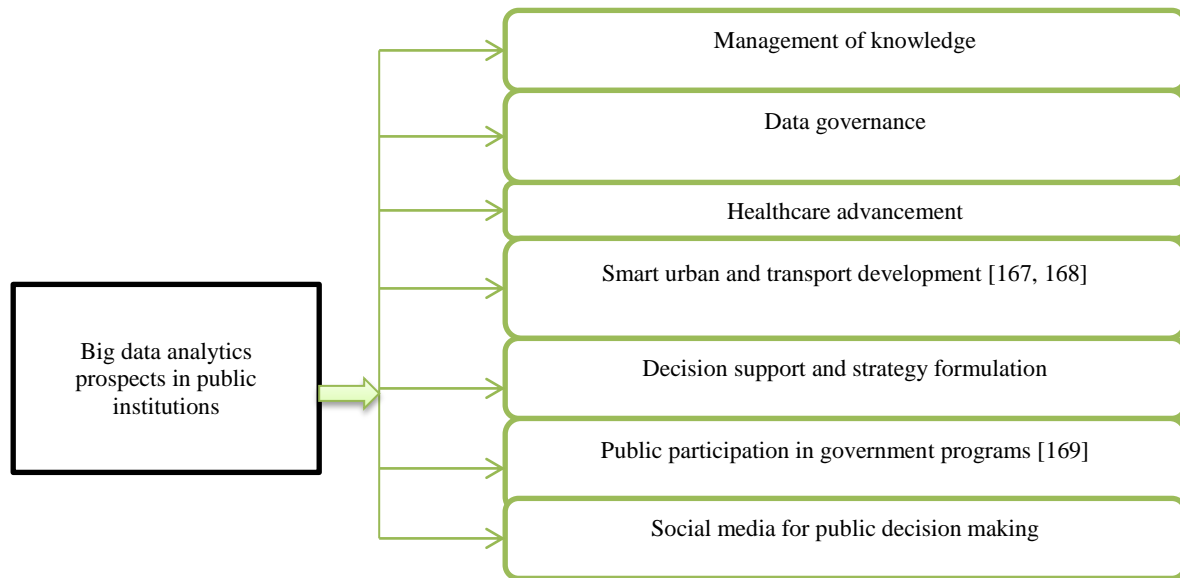 Management of knowledge
Data governance
Healthcare advancement
Smart urban and transport development [167, 168]
Big data analytics
prospects in public
institutions
Decision support and strategy formulation
Public participation in government programs [169]
Social media for public decision making